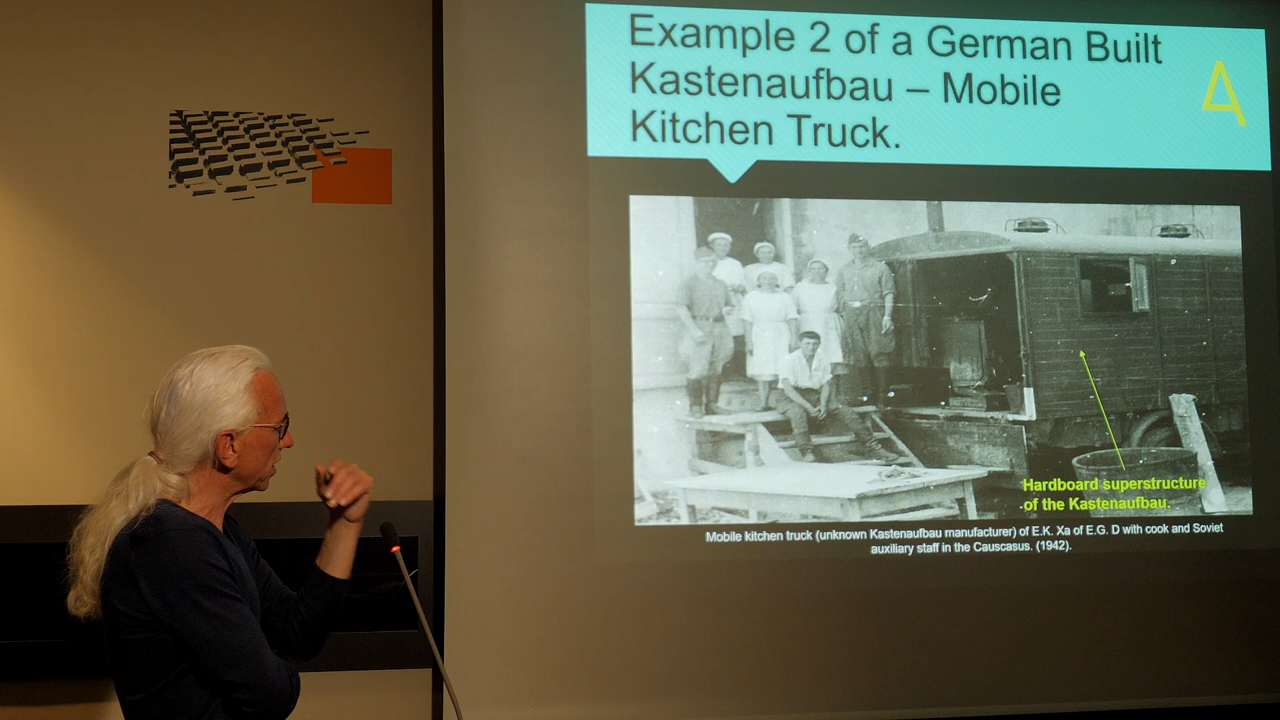 Example 2 of a German Built
Kastenaufbau – Mobile
Kitchen Truck.
Hardboard superstructure
of the Kastenaufbau.
Mobile kitchen truck (unknown Kastenaufbau manufacturer) of E.K. Xa of E.G. D with cook and Soviet
auxiliary staff in the Causcasus. (1942).